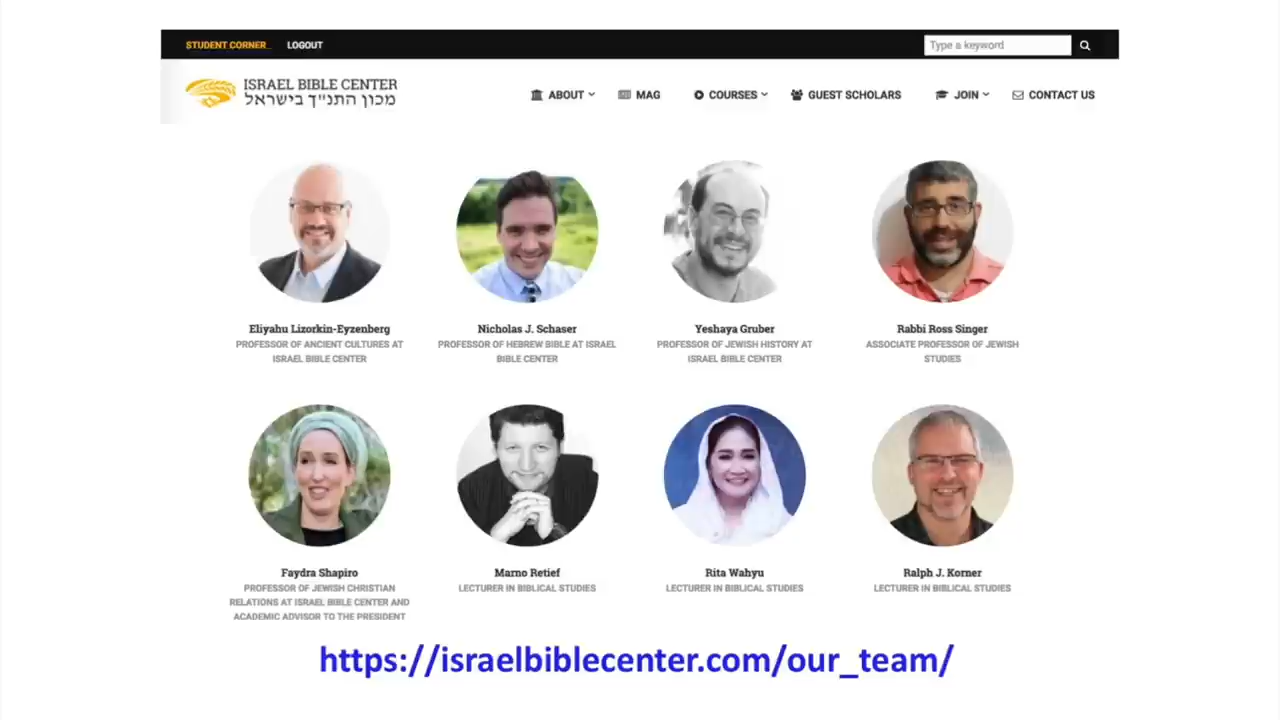 STUDENT CORNER
LOGOUT
Type a keyword
ISRAEL BIBLE CENTER
מכון התנ"ך בישראל
ABOUT
MAG
COURSES
GUEST SCHOLARS
JOIN
CONTACT US
Eliyahu Lizorkin-Eyzenberg
PROFESSOR OF ANCIENT CULTURES AT
ISRAEL BIBLE CENTER
Nicholas J. Schaser
PROFESSOR OF HEBREW BIBLE AT ISRAEL
BIBLE CENTER
Yeshaya Gruber
PROFESSOR OF JEWISH HISTORY AT
ISRAEL BIBLE CENTER
Rabbi Ross Singer
ASSOCIATE PROFESSOR OF JEWISH
STUDIES
Faydra Shapiro
PROFESSOR OF JEWISH CHRISTIAN
RELATIONS AT ISRAEL BIBLE CENTER AND
ACADEMIC ADVISOR TO THE PRESIDENT
Marno Retief
LECTURER IN BIBLICAL STUDIES
Rita Wahyu
LECTURER IN BIBLICAL STUDIES
Ralph J. Korner
LECTURER IN BIBLICAL STUDIES
https://israelbiblecenter.com/our_team/